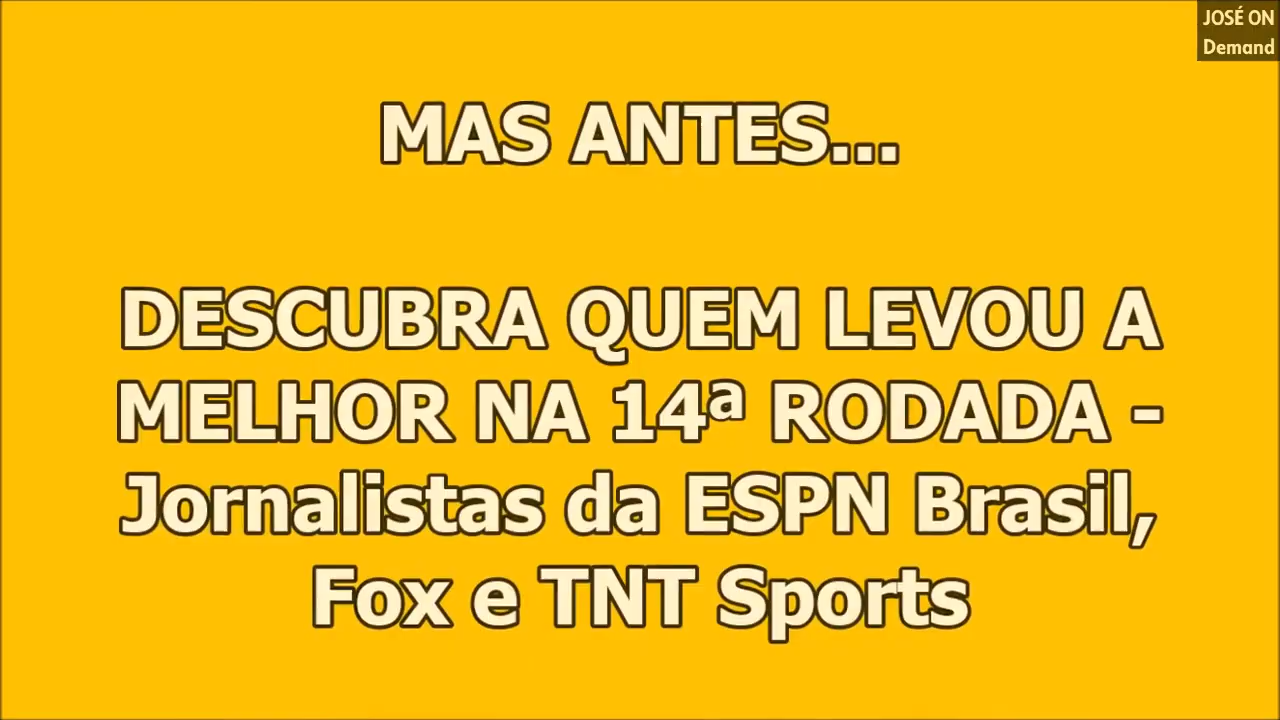 JOSÉ ON
Demand
MAS ANTES...
DESCUBRA QUEM LEVOU A
MELHOR NA 14ª RODADA -
Jornalistas da ESPN Brasil,
Fox e TNT Sports